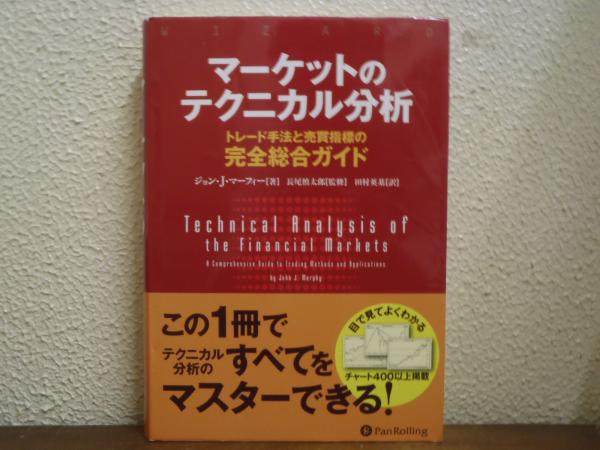 WIZARD
マーケットの
テクニカル分析
トレード手法と売買指標の
完全総合ガイド
ジョン・J・マーフィー[著] 長尾慎太郎[監修] 田村英基[訳]
Technical Analysis of
the Financial Markets
A Comprehensive Guide to Trading Methods and Applications
by John J. Murphy
この1冊で
テクニカル
分析の
すべてを
マスターできる!
目で見てよくわかる
チャート400以上掲載
PanRolling